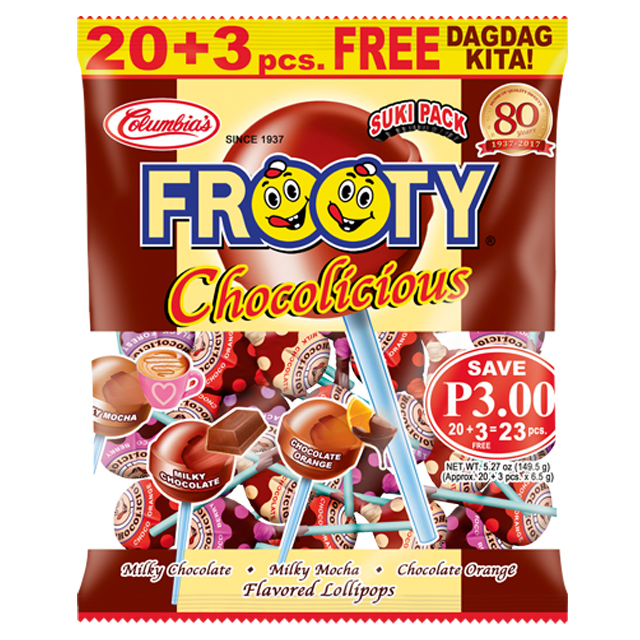 20+3 pcs. FREE DAGDAG KITA!
Columbia's
SINCE 1937
SUKI PACK
80 Years
1937-2017
FROOTY®
Chocolicious
Y MOCHA
MILKY CHOCOLATE
CHOCOLATE ORANGE
SAVE
P3.00
20+3=23 pcs.
FREE
NET WT. 5.27 oz (149.5 g)
(Approx. 20 + 3 pcs. x 6.5 g)
Milky Chocolate • Milky Mocha • Chocolate Orange
Flavored Lollipops